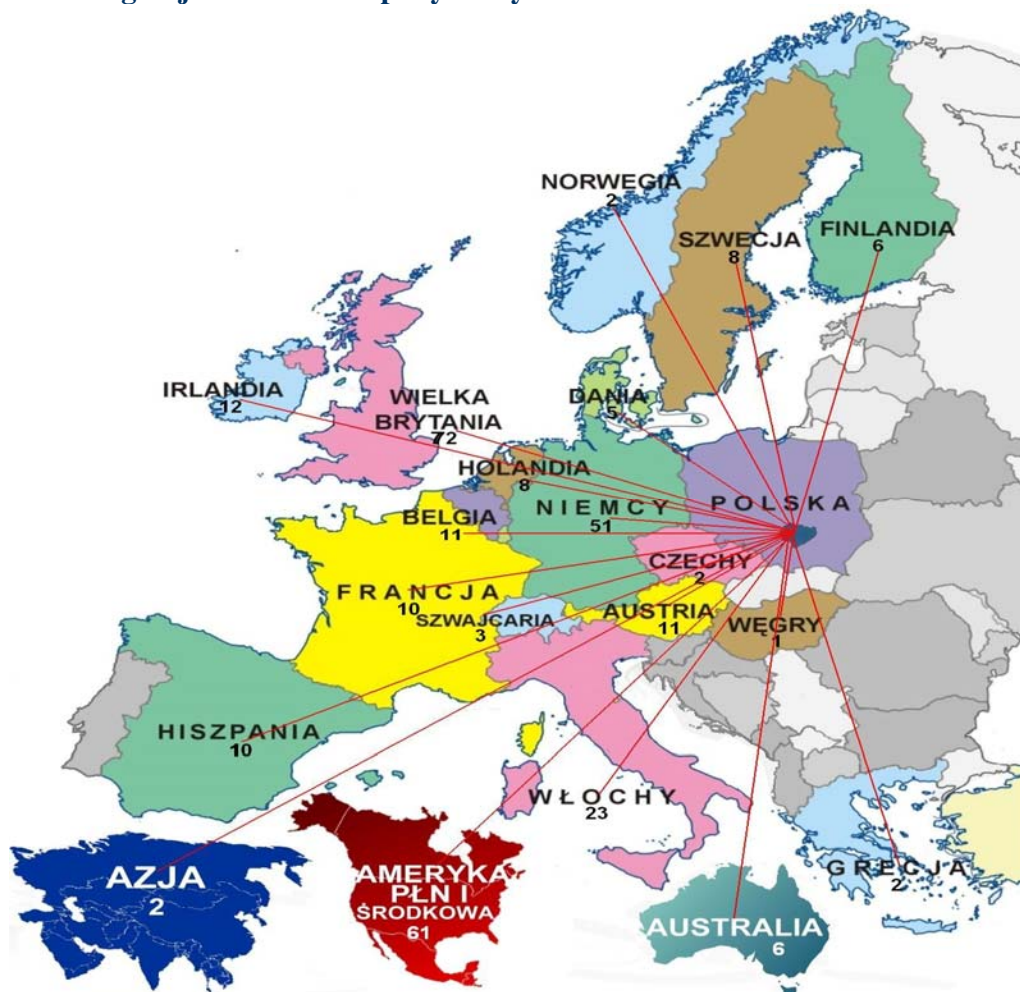 NORWEGIA
2
SZWECJA
8
FINLANDIA
6
IRLANDIA
12
WIELKA
BRYTANIA
72
DANIA
5
HOLANDIA
8
NIEMCY
51
POLSKA
BELGIA
11
CZECHY
2
FRANCJA
10
SZWAJCARIA
3
AUSTRIA
11
WĘGRY
1
HISZPANIA
10
WŁOCHY
23
GRECJA
2
AZJA
2
AMERYKA
PŁN I
ŚRODKOWA
61
AUSTRALIA
6